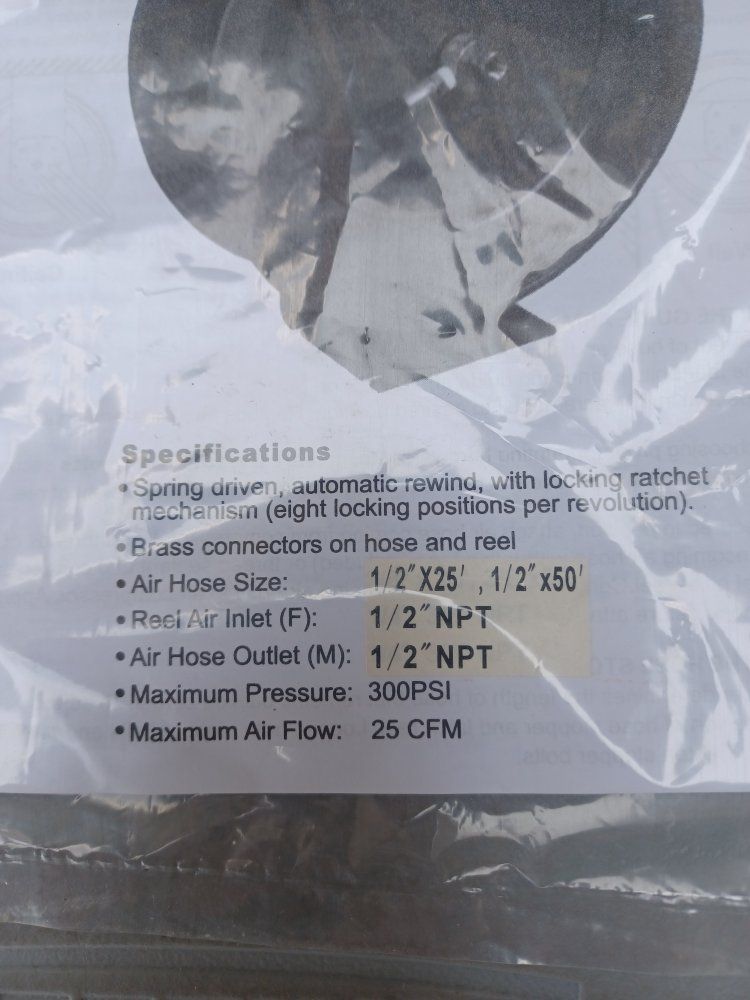 Specifications
• Spring driven, automatic rewind, with locking ratchet
mechanism (eight locking positions per revolution).
• Brass connectors on hose and reel
• Air Hose Size: 1/2"X25' , 1/2"x50'
• Reel Air Inlet (F): 1/2"NPT
• Air Hose Outlet (M): 1/2"NPT
• Maximum Pressure: 300PSI
• Maximum Air Flow: 25 CFM